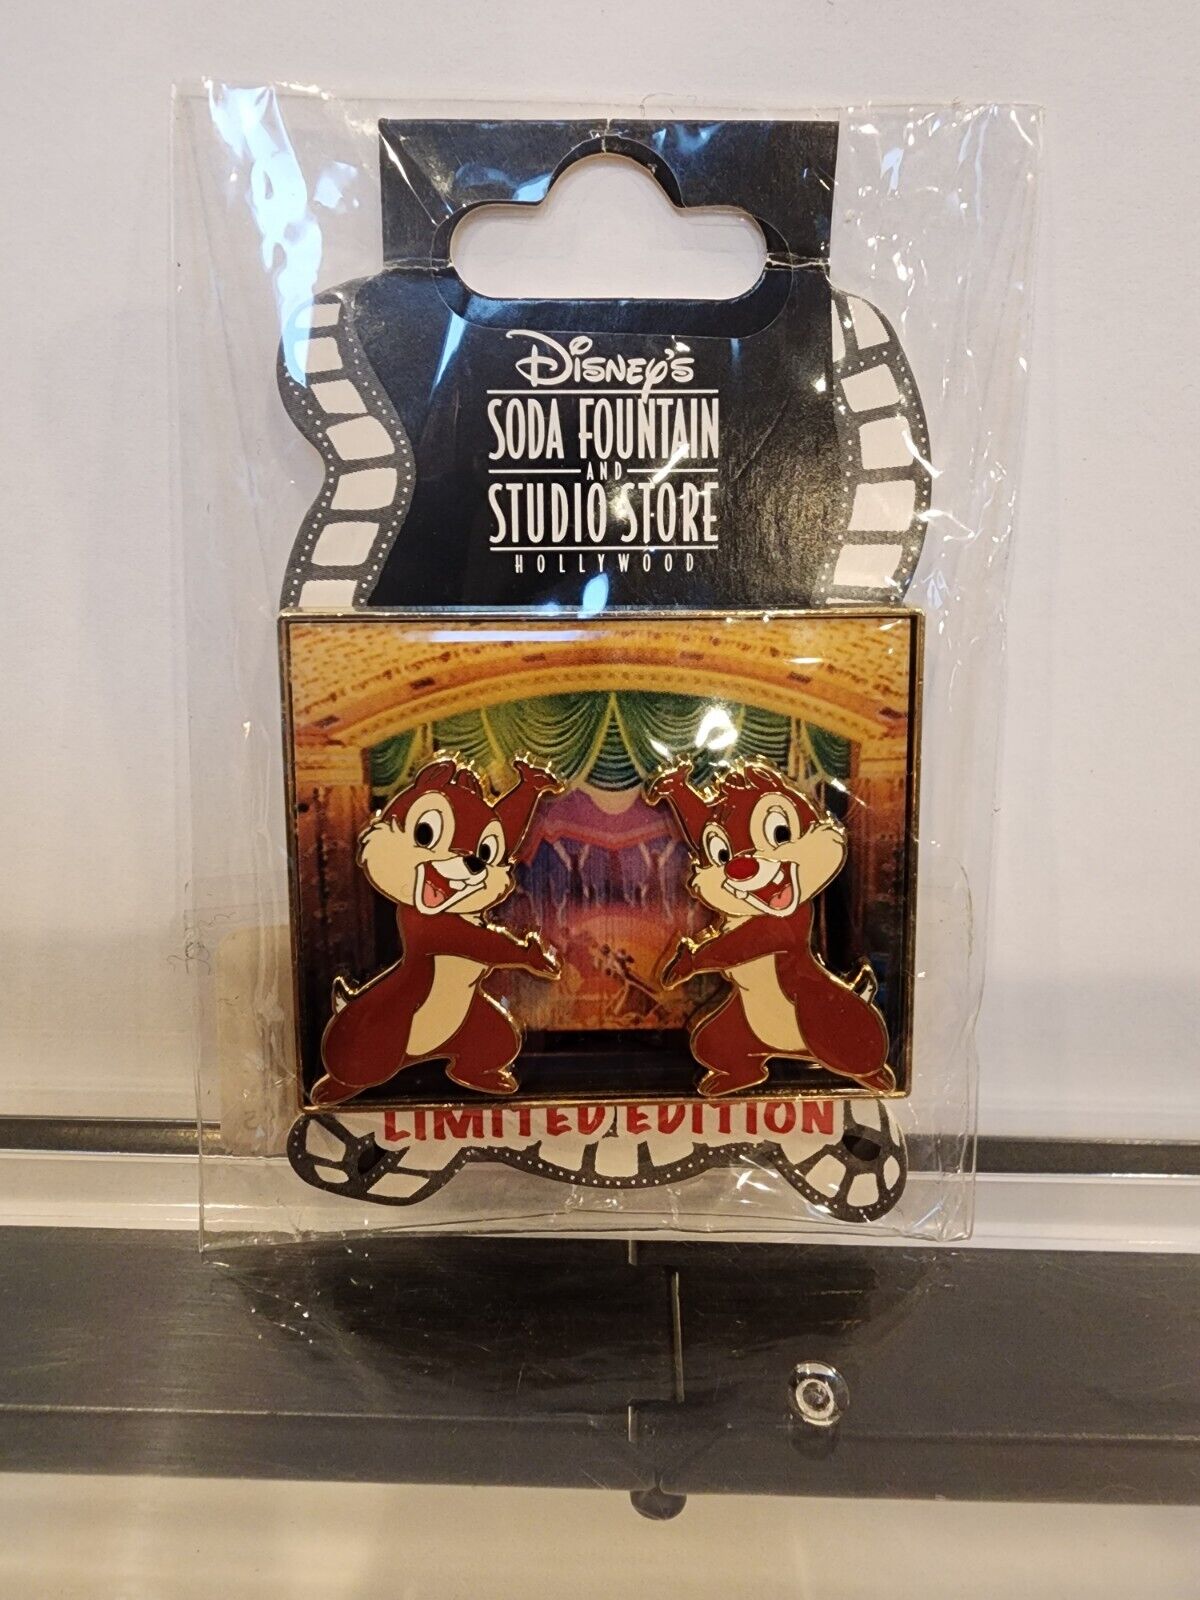 Disney's
SODA FOUNTAIN
AND
STUDIO STORE
HOLLYWOOD
LIMITED EDITION